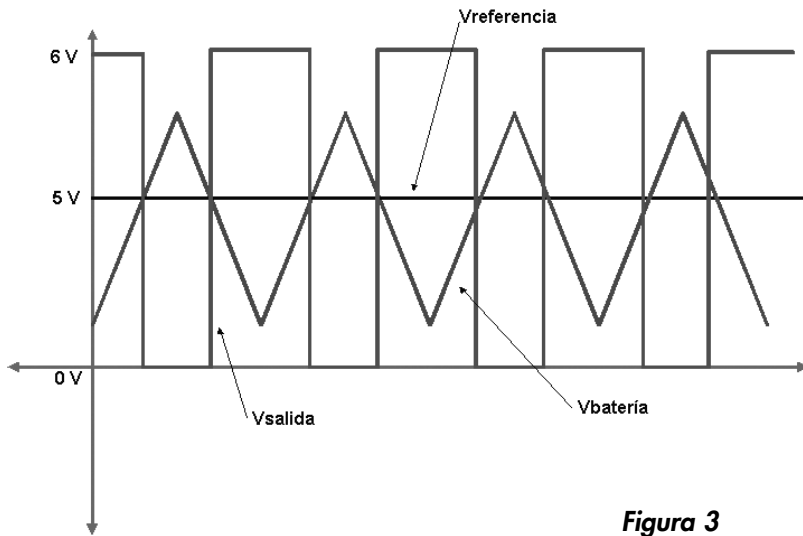 Vreferencia
6 V
5 V
0 V
Vsalida
Vbatería
Figura 3